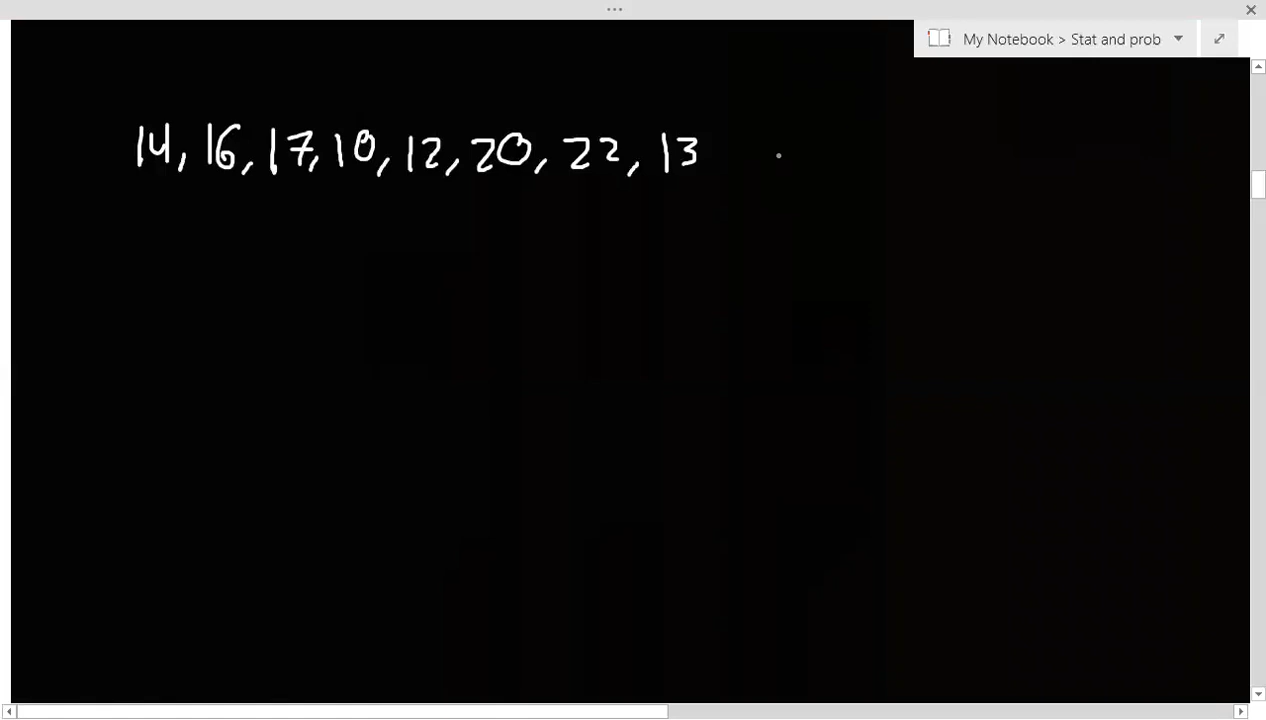 My Notebook > Stat and prob
14, 16, 17, 10, 12, 20, 22, 13